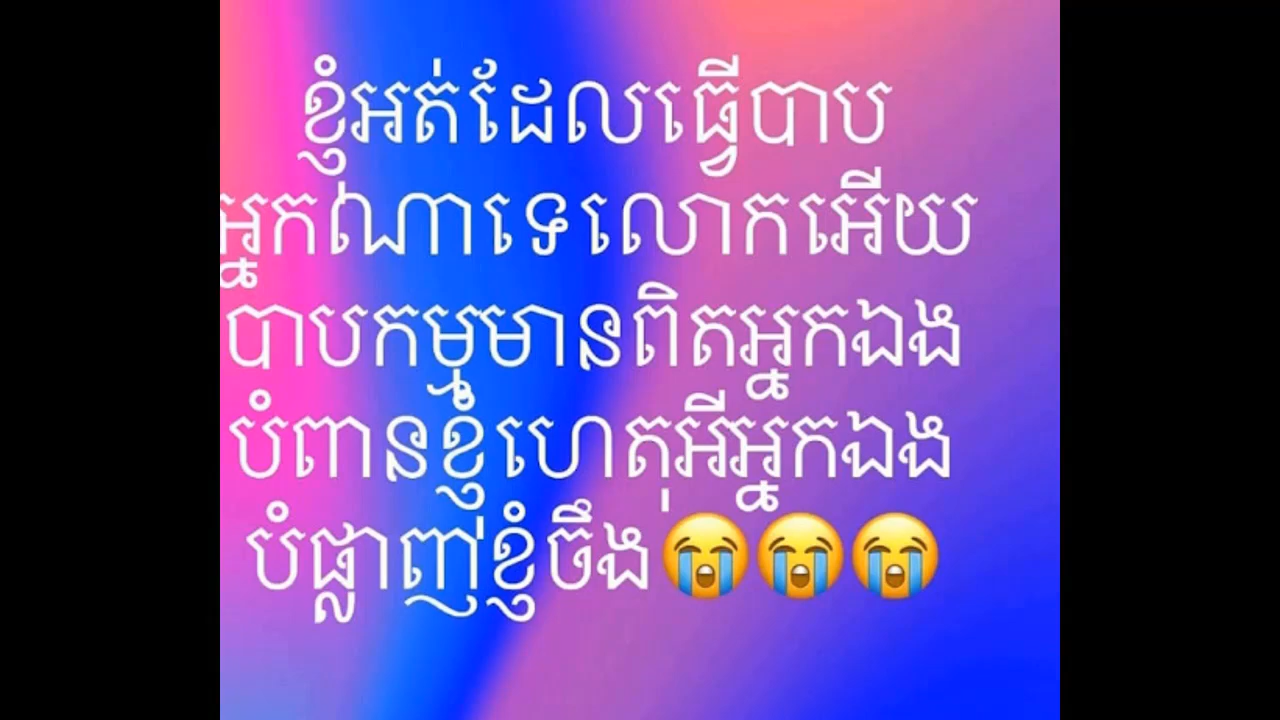 ខ្ញុំអត់ដែលធ្វើបាប
អ្នកណាទេលោកអើយ
បាបកម្មមានពិតអ្នកឯង
បំពានខ្ញុំហេតុអីអ្នកឯង
បំផ្លាញខ្ញុំចឹង😭😭😭